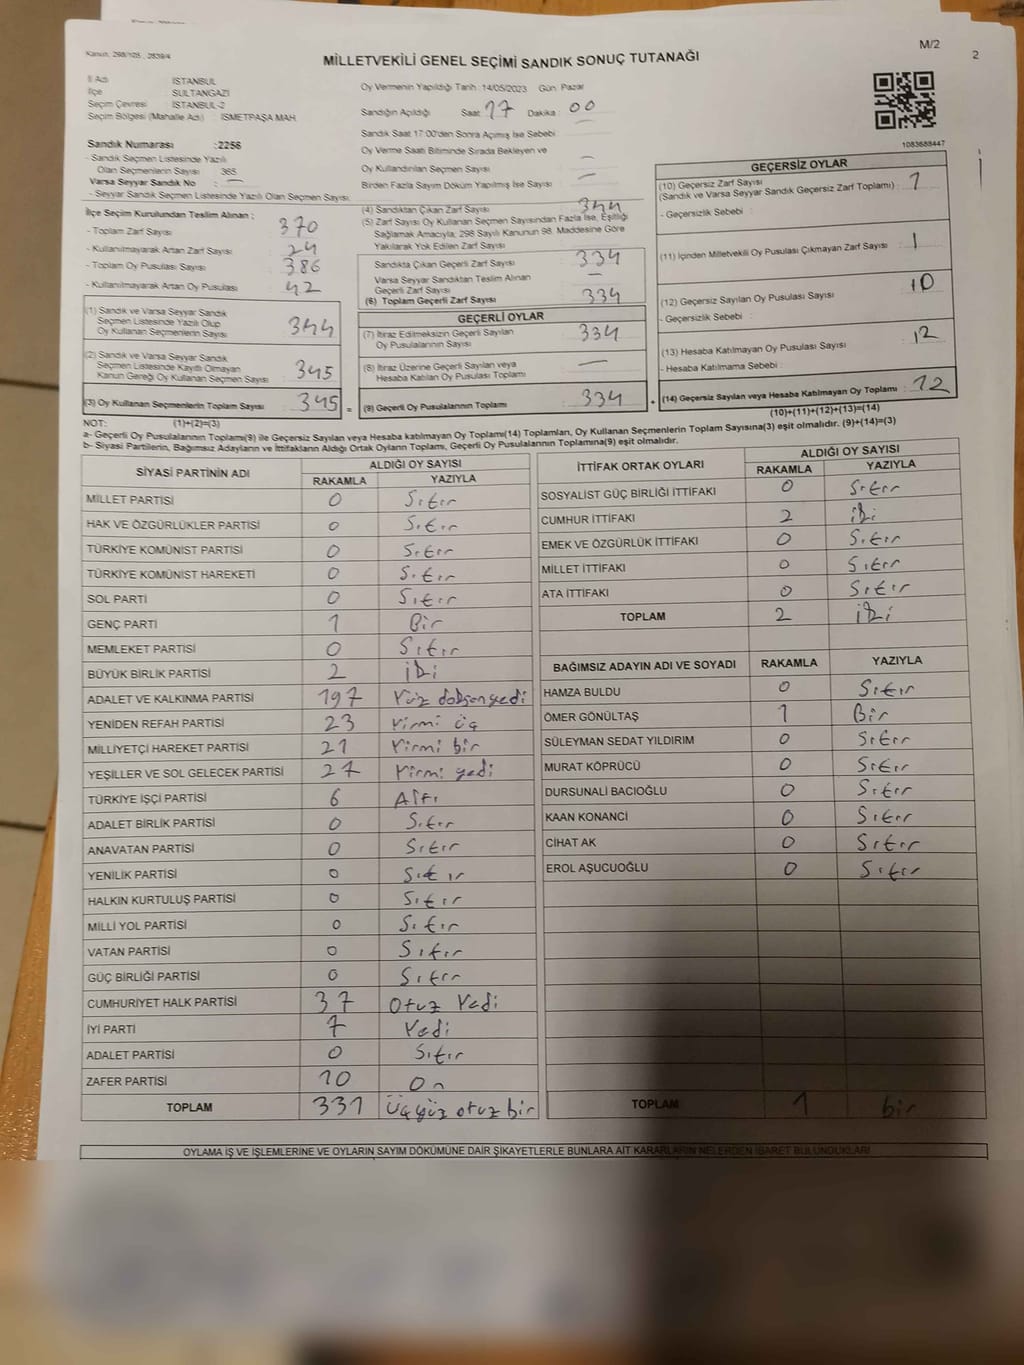 M/2
2
Kanun, 298/105 , 2839/4
MİLLETVEKİLİ GENEL SEÇİMİ SANDIK SONUÇ TUTANAĞI
İl Adı İSTANBUL
İlçe SULTANGAZİ
Seçim Çevresi İSTANBUL-2
Seçim Bölgesi (Mahalle Adı) : İSMETPAŞA MAH.
Oy Vermenin Yapıldığı Tarih : 14/05/2023 Gün : Pazar
Sandığın Açıldığı Saat 17 Dakika : 00
Sandık Saat 17:00'den Sonra Açılmış İse Sebebi
Oy Verme Saati Bitiminde Sırada Bekleyen ve
Oy Kullandırılan Seçmen Sayısı —
Birden Fazla Sayım Döküm Yapılmış İse Sayısı —
1083688447
Sandık Numarası : 2256
- Sandık Seçmen Listesinde Yazılı
Olan Seçmenlerin Sayısı 365
Varsa Seyyar Sandık No : —
- Seyyar Sandık Seçmen Listesinde Yazılı Olan Seçmen Sayısı
İlçe Seçim Kurulundan Teslim Alınan :
- Toplam Zarf Sayısı 370
- Kullanılmayarak Artan Zarf Sayısı : 24
- Toplam Oy Pusulası Sayısı : 386
- Kullanılmayarak Artan Oy Pusulası : 42
(1) Sandık ve Varsa Seyyar Sandık
Seçmen Listesinde Yazılı Olup
Oy Kullanan Seçmenlerin Sayısı : 344
(2) Sandık ve Varsa Seyyar Sandık
Seçmen Listesinde Kayıtlı Olmayan
Kanun Gereği Oy Kullanan Seçmen Sayısı : 345
(3) Oy Kullanan Seçmenlerin Toplam Sayısı : 345 =
(1)+(2)=(3)
(4) Sandıktan Çıkan Zarf Sayısı : 344
(5) Zarf Sayısı Oy Kullanan Seçmen Sayısından Fazla İse, Eşitliği
Sağlamak Amacıyla, 298 Sayılı Kanunun 98. Maddesine Göre
Yakılarak Yok Edilen Zarf Sayısı :
Sandıkta Çıkan Geçerli Zarf Sayısı : 334
Varsa Seyyar Sandıktan Teslim Alınan
Geçerli Zarf Sayısı —
(6) Toplam Geçerli Zarf Sayısı : 334
GEÇERLİ OYLAR
(7) İtiraz Edilmeksizin Geçerli Sayılan
Oy Pusulalarının Sayısı : 334
(8) İtiraz Üzerine Geçerli Sayılan veya
Hesaba Katılan Oy Pusulası Toplamı : —
(9) Geçerli Oy Pusulalarının Toplamı : 334 +
GEÇERSİZ OYLAR
(10) Geçersiz Zarf Sayısı
(Sandık ve Varsa Seyyar Sandık Geçersiz Zarf Toplamı) : 1
- Geçersizlik Sebebi :
(11) İçinden Milletvekili Oy Pusulası Çıkmayan Zarf Sayısı : 1
(12) Geçersiz Sayılan Oy Pusulası Sayısı : 10
- Geçersizlik Sebebi :
(13) Hesaba Katılmayan Oy Pusulası Sayısı : 12
- Hesaba Katılmama Sebebi :
(14) Geçersiz Sayılan veya Hesaba Katılmayan Oy Toplamı : 12
(10)+(11)+(12)+(13)=(14)
NOT:
a- Geçerli Oy Pusulalarının Toplamı(9) ile Geçersiz Sayılan veya Hesaba katılmayan Oy Toplamı(14) Toplamları, Oy Kullanan Seçmenlerin Toplam Sayısına(3) eşit olmalıdır. (9)+(14)=(3)
b- Siyasi Partilerin, Bağımsız Adayların ve İttifakların Aldığı Ortak Oyların Toplamı, Geçerli Oy Pusulalarının Toplamına(9) eşit olmalıdır.
SİYASİ PARTİNİN ADI ALDIĞI OY SAYISI
RAKAMLA YAZIYLA
MİLLET PARTİSİ 0 Sıfır
HAK VE ÖZGÜRLÜKLER PARTİSİ 0 Sıfır
TÜRKİYE KOMÜNİST PARTİSİ 0 Sıfır
TÜRKİYE KOMÜNİST HAREKETİ 0 Sıfır
SOL PARTİ 0 Sıfır
GENÇ PARTİ 1 Bir
MEMLEKET PARTİSİ 0 Sıfır
BÜYÜK BİRLİK PARTİSİ 2 iki
ADALET VE KALKINMA PARTİSİ 197 Yüz doksan yedi
YENİDEN REFAH PARTİSİ 23 Yirmi üç
MİLLİYETÇİ HAREKET PARTİSİ 21 Yirmi bir
YEŞİLLER VE SOL GELECEK PARTİSİ 27 Yirmi yedi
TÜRKİYE İŞÇİ PARTİSİ 6 Altı
ADALET BİRLİK PARTİSİ 0 Sıfır
ANAVATAN PARTİSİ 0 Sıfır
YENİLİK PARTİSİ 0 Sıfır
HALKIN KURTULUŞ PARTİSİ 0 Sıfır
MİLLİ YOL PARTİSİ 0 Sıfır
VATAN PARTİSİ 0 Sıfır
GÜÇ BİRLİĞİ PARTİSİ 0 Sıfır
CUMHURİYET HALK PARTİSİ 37 Otuz Yedi
İYİ PARTİ 7 Yedi
ADALET PARTİSİ 0 Sıfır
ZAFER PARTİSİ 10 On
TOPLAM 331 Üçyüz otuz bir
İTTİFAK ORTAK OYLARI ALDIĞI OY SAYISI
RAKAMLA YAZIYLA
SOSYALİST GÜÇ BİRLİĞİ İTTİFAKI 0 Sıfır
CUMHUR İTTİFAKI 2 iki
EMEK VE ÖZGÜRLÜK İTTİFAKI 0 Sıfır
MİLLET İTTİFAKI 0 Sıfır
ATA İTTİFAKI 0 Sıfır
TOPLAM 2 iki
BAĞIMSIZ ADAYIN ADI VE SOYADI RAKAMLA YAZIYLA
HAMZA BULDU 0 Sıfır
ÖMER GÖNÜLTAŞ 1 Bir
SÜLEYMAN SEDAT YILDIRIM 0 Sıfır
MURAT KÖPRÜCÜ 0 Sıfır
DURSUNALİ BACIOĞLU 0 Sıfır
KAAN KONANCİ 0 Sıfır
CİHAT AK 0 Sıfır
EROL AŞUCUOĞLU 0 Sıfır
TOPLAM 1 bir
OYLAMA İŞ VE İŞLEMLERİNE VE OYLARIN SAYIM DÖKÜMÜNE DAİR ŞİKAYETLERLE BUNLARA AİT KARARLARIN NELERDEN İBARET BULUNDUKLARI